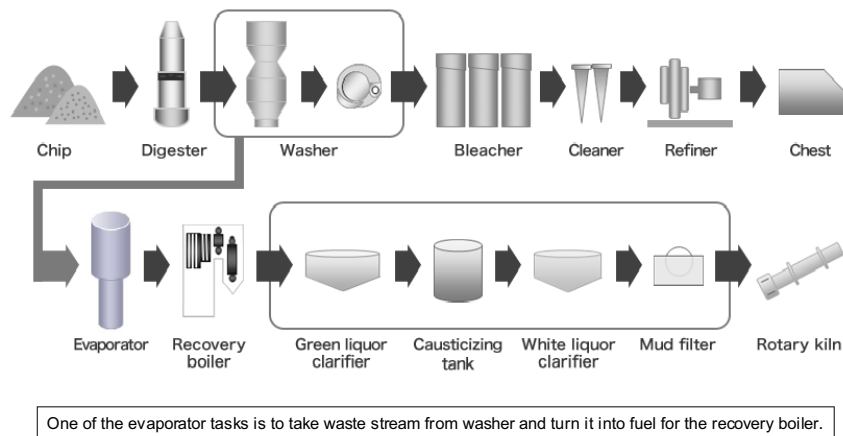 Chip
Digester
Washer
Bleacher
Cleaner
Refiner
Chest
Evaporator
Recovery
boiler
Green liquor
clarifier
Causticizing
tank
White liquor
clarifier
Mud filter
Rotary kiln
One of the evaporator tasks is to take waste stream from washer and turn it into fuel for the recovery boiler.